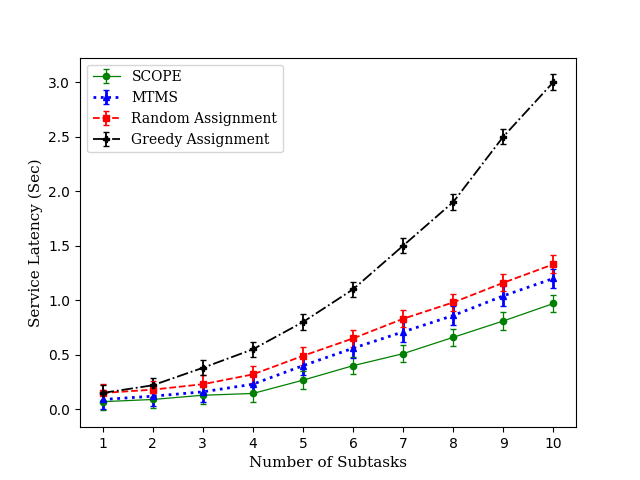 SCOPE
MTMS
Random Assignment
Greedy Assignment
3.0
2.5
2.0
1.5
1.0
0.5
0.0
Service Latency (Sec)
1 2 3 4 5 6 7 8 9 10
Number of Subtasks